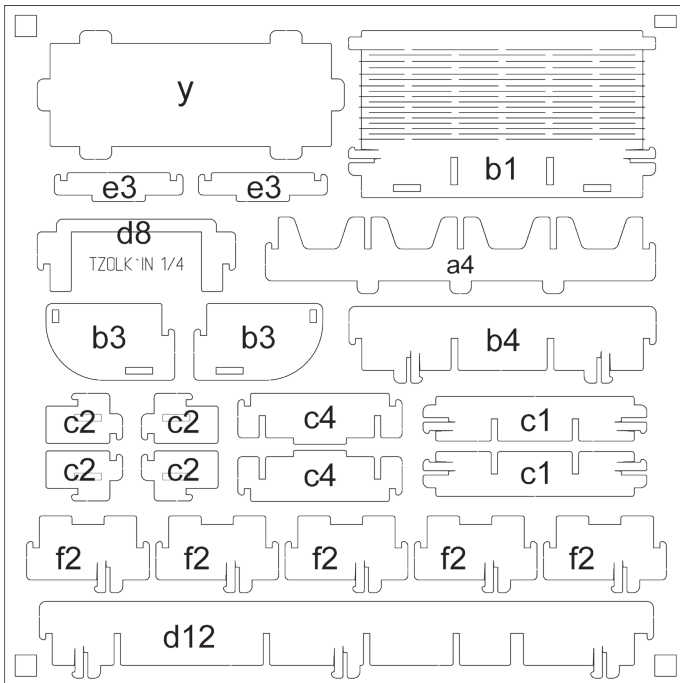 y
b1
e3 e3
d8
TZOLK`IN 1/4
a4
b3 b3
b4
c2 c2 c4 c1
c2 c2 c4 c1
f2 f2 f2 f2 f2
d12